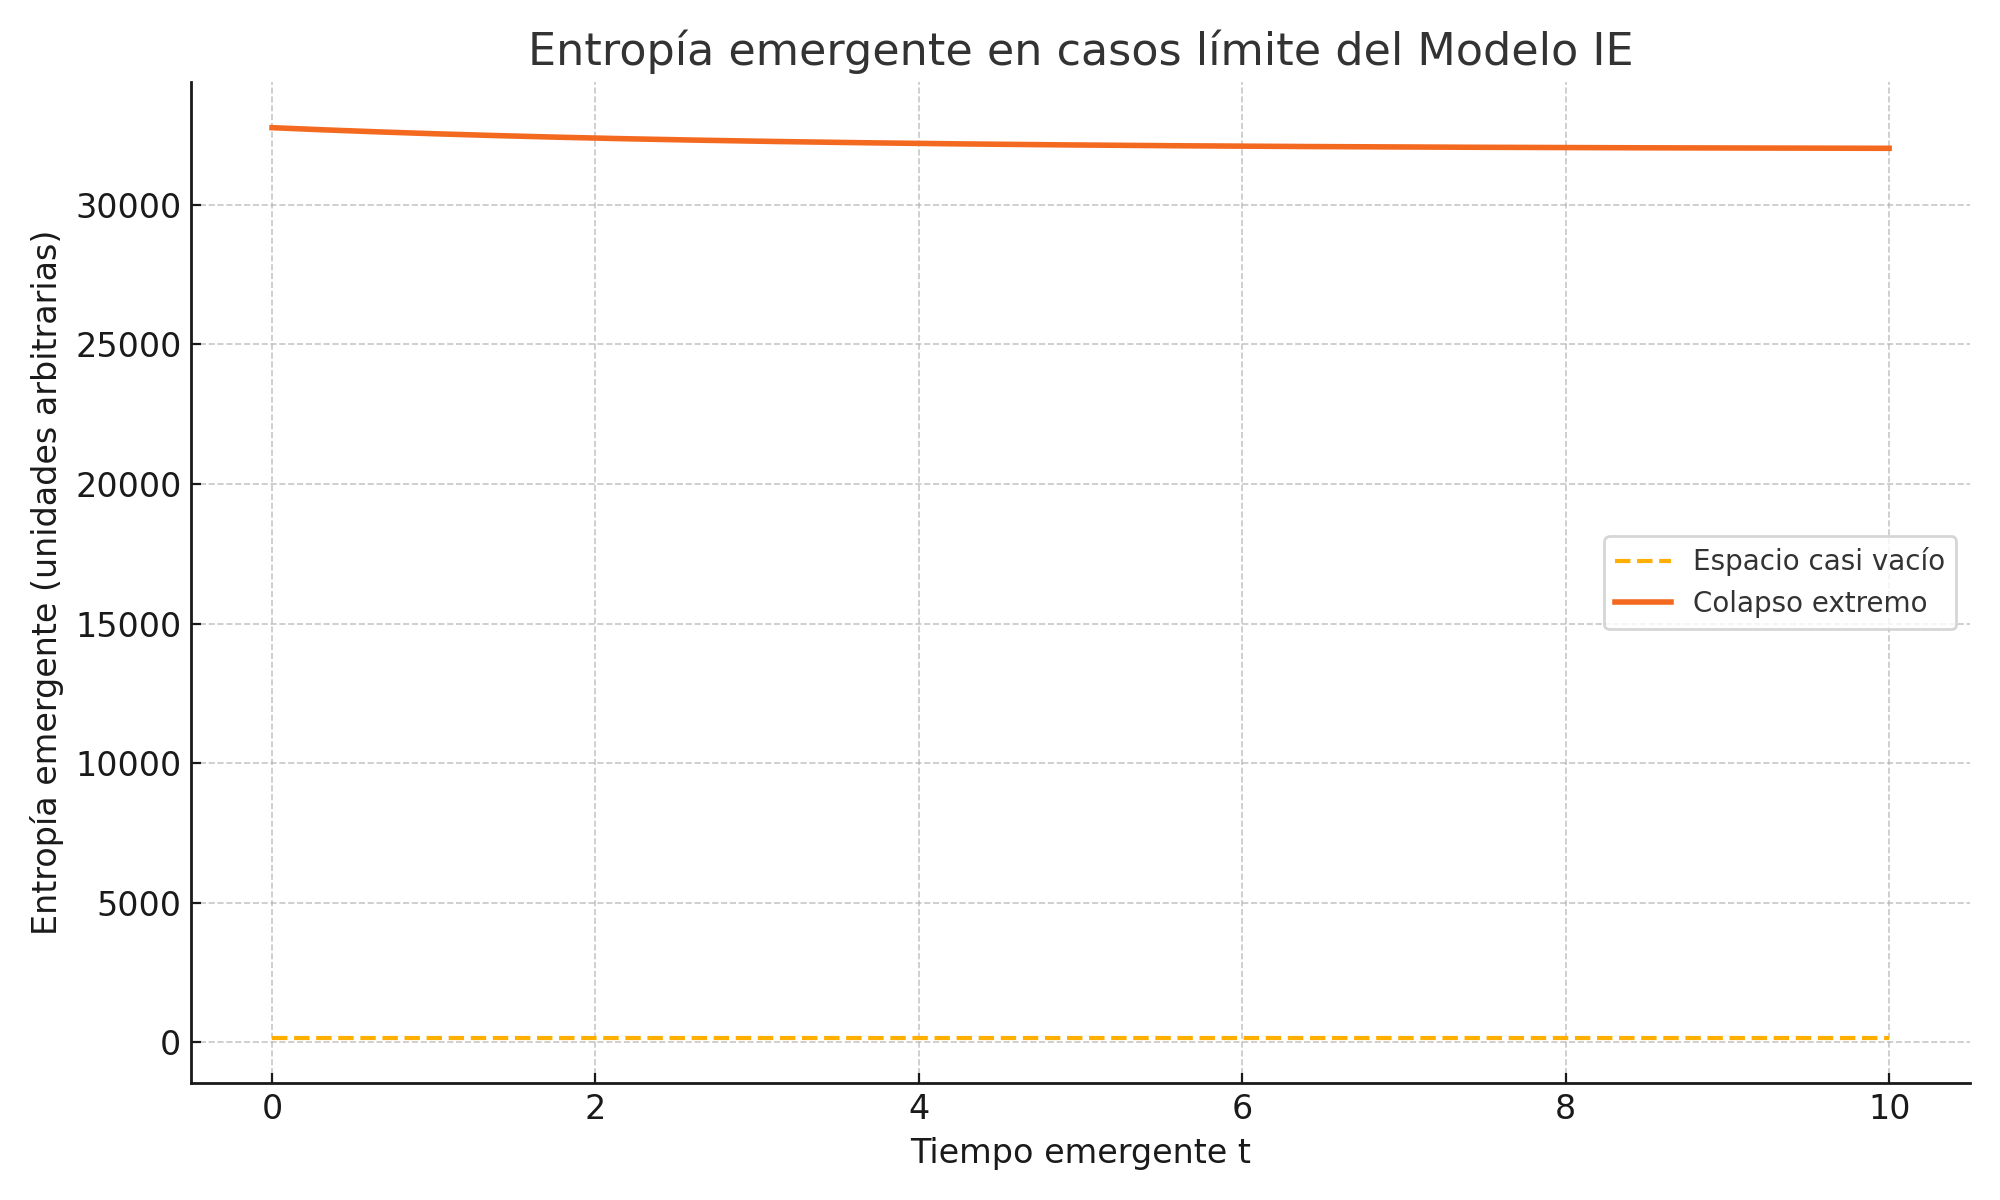 Entropía emergente en casos límite del Modelo IE
Entropía emergente (unidades arbitrarias)
30000
25000
20000
15000
10000
5000
0
Espacio casi vacío
Colapso extremo
0 2 4 6 8 10
Tiempo emergente t